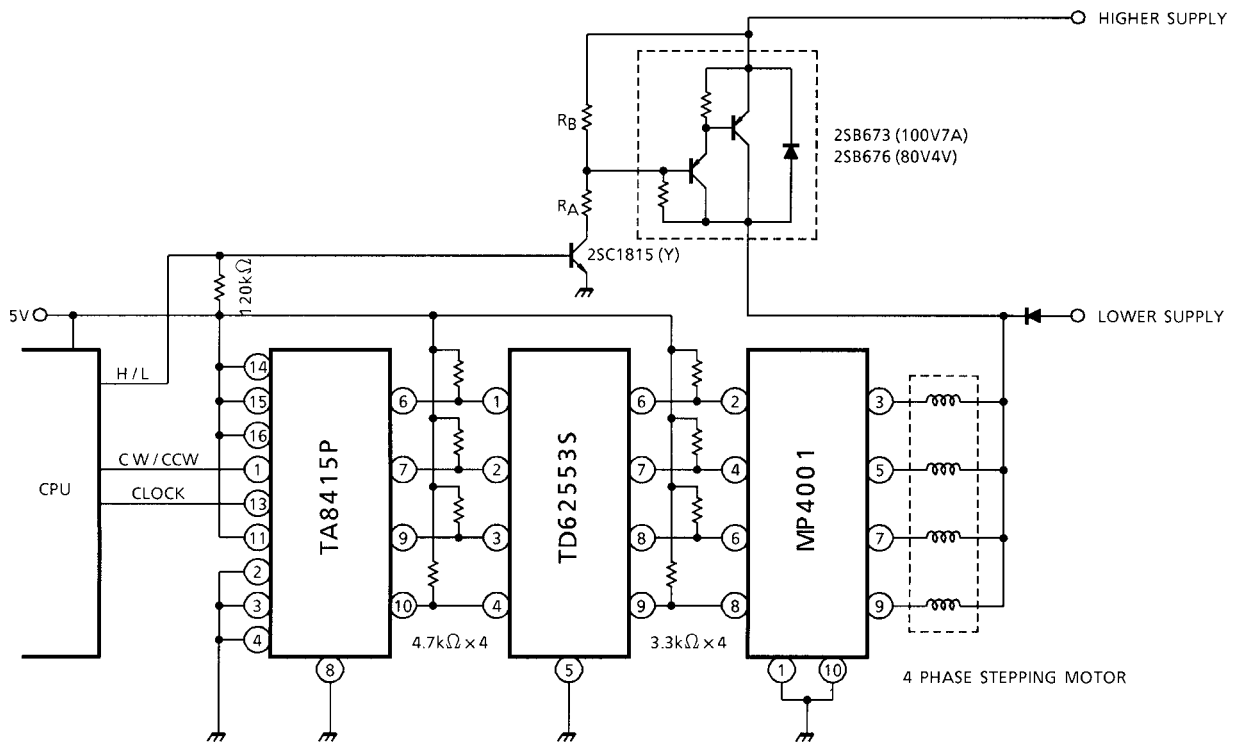 HIGHER SUPPLY
RB
2SB673 (100V7A)
2SB676 (80V4V)
RA
2SC1815 (Y)
120kΩ
5V
LOWER SUPPLY
H/L
14
15
16
CW/CCW
1
CPU
CLOCK
13
11
2
3
4
TA8415P
6
7
9
10
8
4.7kΩ×4
1
2
3
4
TD62553S
6
7
8
9
5
3.3kΩ×4
2
4
6
8
MP4001
3
5
7
9
1
10
4 PHASE STEPPING MOTOR